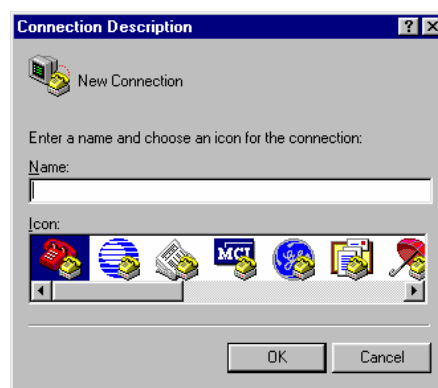 Connection Description
New Connection
Enter a name and choose an icon for the connection:
Name:
Icon:
MCI
OK
Cancel